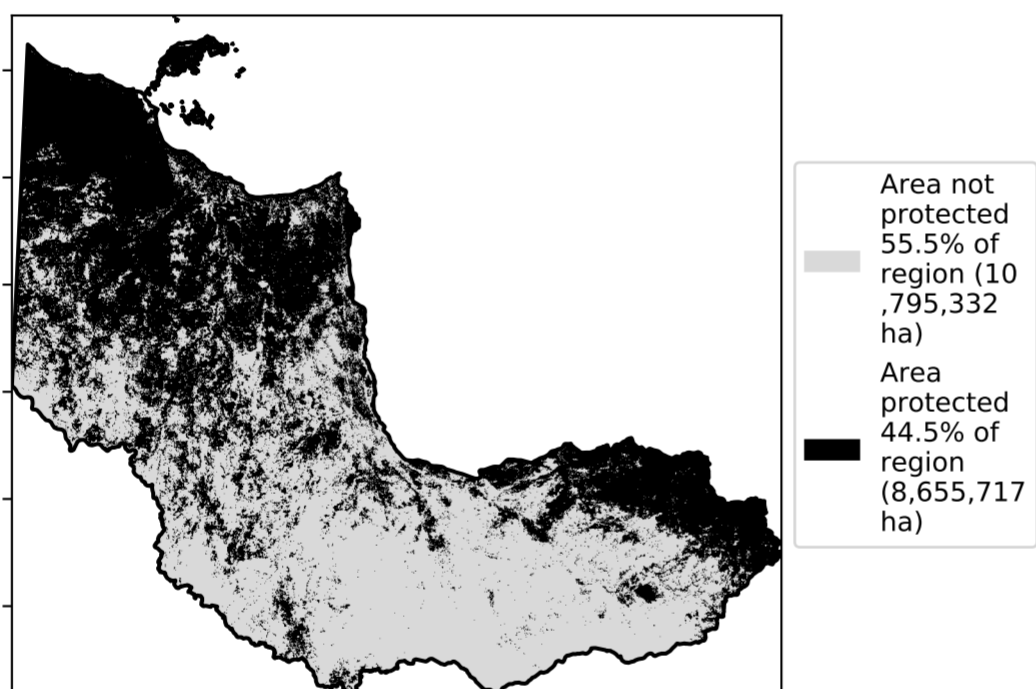 Area not
protected
55.5% of
region (10
,795,332
ha)
Area
protected
44.5% of
region
(8,655,717
ha)